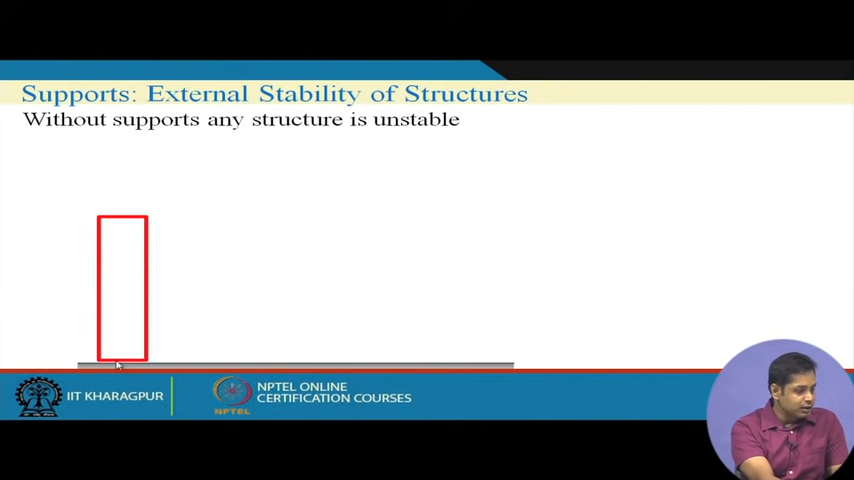 Supports: External Stability of Structures
Without supports any structure is unstable
IIT KHARAGPUR
NPTEL ONLINE
CERTIFICATION COURSES
NPTEL